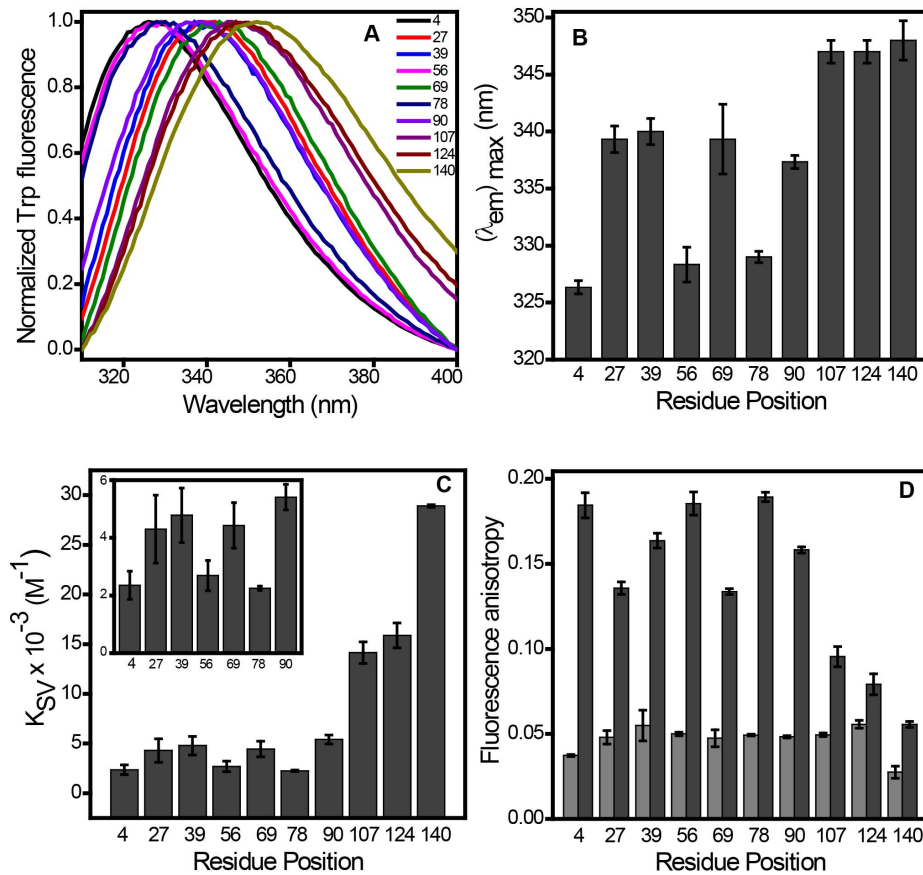 A
4
27
39
56
69
78
90
107
124
140
1.0
0.8
0.6
0.4
0.2
0.0
Normalized Trp fluorescence
320 340 360 380 400
Wavelength (nm)
B
350
345
340
335
330
325
320
(λem) max (nm)
4 27 39 56 69 78 90 107 124 140
Residue Position
C
30
25
20
15
10
5
0
KSV x 10⁻³ (M⁻¹)
6
4
2
0
4 27 39 56 69 78 90
4 27 39 56 69 78 90 107 124 140
Residue Position
D
0.20
0.15
0.10
0.05
0.00
Fluorescence anisotropy
4 27 39 56 69 78 90 107 124 140
Residue Position